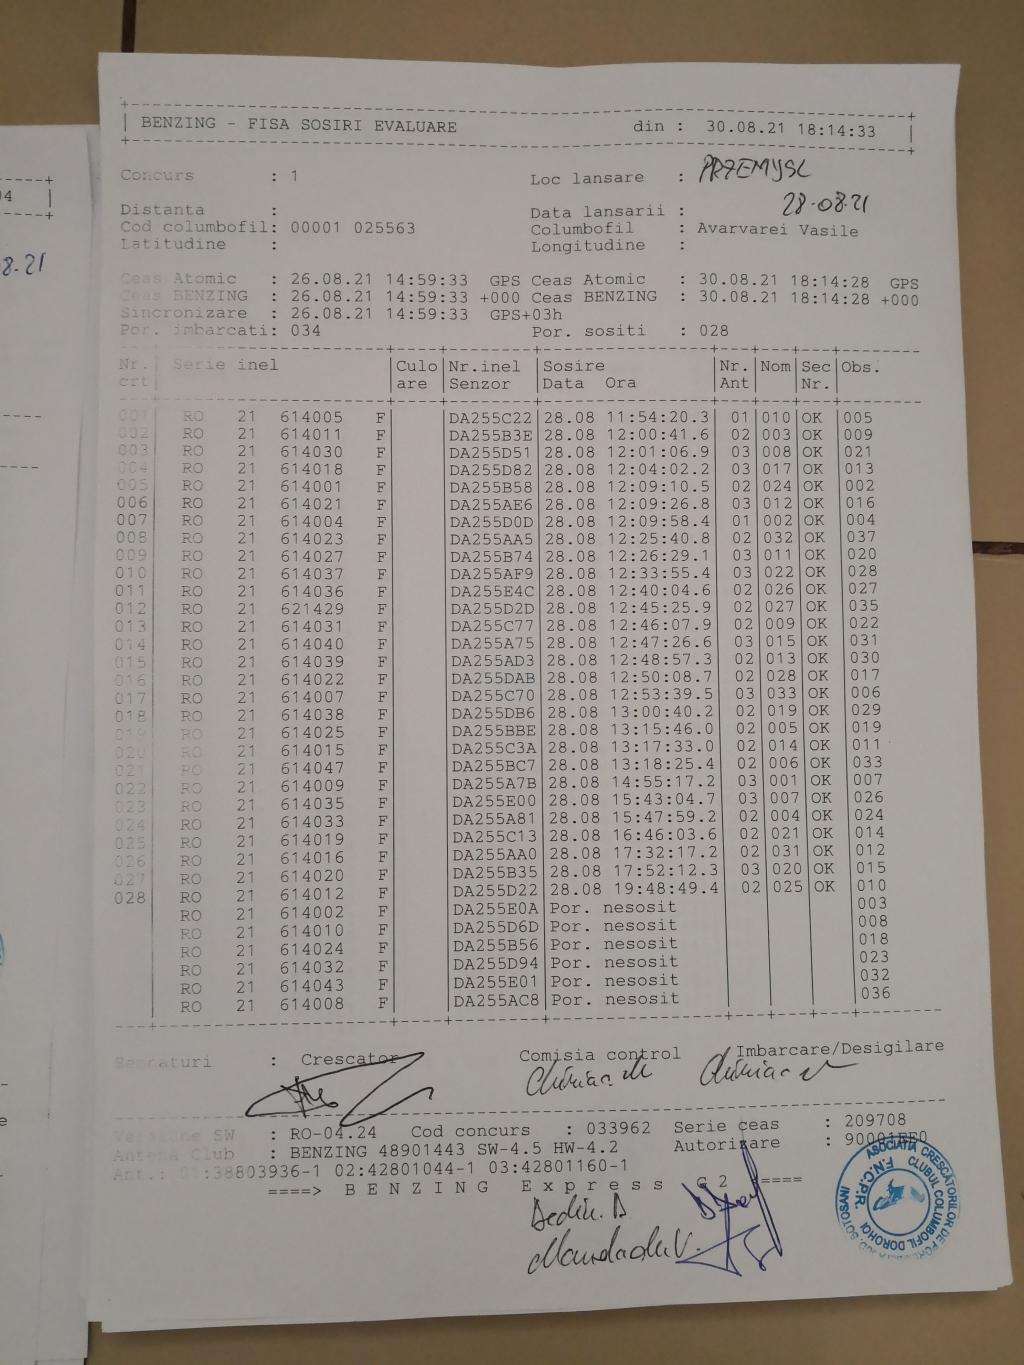 BENZING - FISA SOSIRI EVALUARE din : 30.08.21 18:14:33
Concurs : 1 Loc lansare : PRZEMYSL
Distanta : Data lansarii : 28.08.21
Cod columbofil: 00001 025563 Columbofil : Avarvarei Vasile
Latitudine : Longitudine :
Ceas Atomic : 26.08.21 14:59:33 GPS Ceas Atomic : 30.08.21 18:14:28 GPS
Ceas BENZING : 26.08.21 14:59:33 +000 Ceas BENZING : 30.08.21 18:14:28 +000
Sincronizare : 26.08.21 14:59:33 GPS+03h
Por. imbarcati: 034 Por. sositi : 028
Nr. Serie inel Culo Nr.inel Sosire Nr. Nom Sec Obs.
crt are Senzor Data Ora Ant Nr.
001 RO 21 614005 F DA255C22 28.08 11:54:20.3 01 010 OK 005
002 RO 21 614011 F DA255B3E 28.08 12:00:41.6 02 003 OK 009
003 RO 21 614030 F DA255D51 28.08 12:01:06.9 03 008 OK 021
004 RO 21 614018 F DA255D82 28.08 12:04:02.2 03 017 OK 013
005 RO 21 614001 F DA255B58 28.08 12:09:10.5 02 024 OK 002
006 RO 21 614021 F DA255AE6 28.08 12:09:26.8 03 012 OK 016
007 RO 21 614004 F DA255D0D 28.08 12:09:58.4 01 002 OK 004
008 RO 21 614023 F DA255AA5 28.08 12:25:40.8 02 032 OK 037
009 RO 21 614027 F DA255B74 28.08 12:26:29.1 03 011 OK 020
010 RO 21 614037 F DA255AF9 28.08 12:33:55.4 03 022 OK 028
011 RO 21 614036 F DA255E4C 28.08 12:40:04.6 02 026 OK 027
012 RO 21 621429 F DA255D2D 28.08 12:45:25.9 02 027 OK 035
013 RO 21 614031 F DA255C77 28.08 12:46:07.9 02 009 OK 022
014 RO 21 614040 F DA255A75 28.08 12:47:26.6 03 015 OK 031
015 RO 21 614039 F DA255AD3 28.08 12:48:57.3 02 013 OK 030
016 RO 21 614022 F DA255DAB 28.08 12:50:08.7 02 028 OK 017
017 RO 21 614007 F DA255C70 28.08 12:53:39.5 03 033 OK 006
018 RO 21 614038 F DA255DB6 28.08 13:00:40.2 02 019 OK 029
019 RO 21 614025 F DA255BBE 28.08 13:15:46.0 02 005 OK 019
020 RO 21 614015 F DA255C3A 28.08 13:17:33.0 02 014 OK 011
021 RO 21 614047 F DA255BC7 28.08 13:18:25.4 02 006 OK 033
022 RO 21 614009 F DA255A7B 28.08 14:55:17.2 03 001 OK 007
023 RO 21 614035 F DA255E00 28.08 15:43:04.7 03 007 OK 026
024 RO 21 614033 F DA255A81 28.08 15:47:59.2 02 004 OK 024
025 RO 21 614019 F DA255C13 28.08 16:46:03.6 02 021 OK 014
026 RO 21 614016 F DA255AA0 28.08 17:32:17.2 02 031 OK 012
027 RO 21 614020 F DA255B35 28.08 17:52:12.3 03 020 OK 015
028 RO 21 614012 F DA255D22 28.08 19:48:49.4 02 025 OK 010
RO 21 614002 F DA255E0A Por. nesosit 003
RO 21 614010 F DA255D6D Por. nesosit 008
RO 21 614024 F DA255B56 Por. nesosit 018
RO 21 614032 F DA255D94 Por. nesosit 023
RO 21 614043 F DA255E01 Por. nesosit 032
RO 21 614008 F DA255AC8 Por. nesosit 036
Semnaturi : Crescator Comisia control Imbarcare/Desigilare
Versiune SW : RO-04.24 Cod concurs : 033962 Serie ceas : 209708
Antena Club : BENZING 48901443 SW-4.5 HW-4.2 Autorizare :
Ant.: 01:38803936-1 02:42801044-1 03:42801160-1
====> BENZING Express G2 ====
ASOCIATIA CRESCATORILOR DE
F.N.C.P.R.
CLUBUL COLUMBOFIL DOROHOI
JUD. BOTOSANI
04
08.21